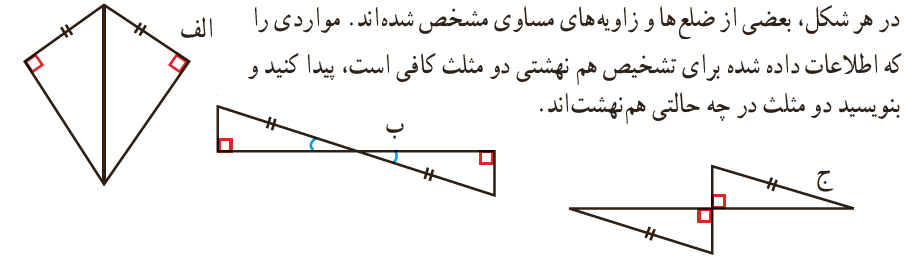 در هر شکل، بعضی از ضلع‌ها و زاویه‌های مساوی مشخص شده‌اند. مواردی را
که اطلاعات داده شده برای تشخیص هم نهشتی دو مثلث کافی است، پیدا کنید و
بنویسید دو مثلث در چه حالتی هم‌نهشت‌اند.
الف
ب
ج